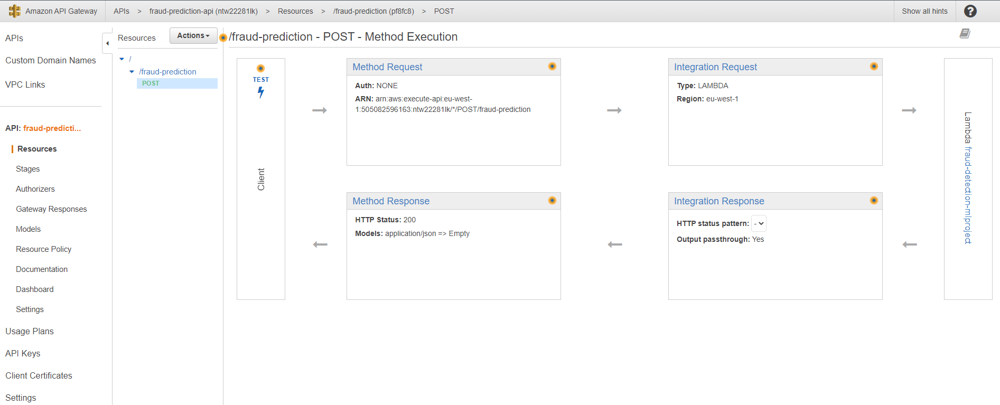 Amazon API Gateway
APIs > fraud-prediction-api (ntw22281lk) > Resources > /fraud-prediction (pf8fc8) > POST
Show all hints
?
APIs
Custom Domain Names
VPC Links
API: fraud-predicti...
Resources
Stages
Authorizers
Gateway Responses
Models
Resource Policy
Documentation
Dashboard
Settings
Usage Plans
API Keys
Client Certificates
Settings
Resources
Actions
/
/fraud-prediction
POST
/fraud-prediction - POST - Method Execution
TEST
Client
Method Request
Auth: NONE
ARN: arn:aws:execute-api:eu-west-
1:505082596163:ntw22281lk/*/POST/fraud-prediction
Integration Request
Type: LAMBDA
Region: eu-west-1
Lambda fraud-detection-mlproject
Method Response
HTTP Status: 200
Models: application/json => Empty
Integration Response
HTTP status pattern: -
Output passthrough: Yes